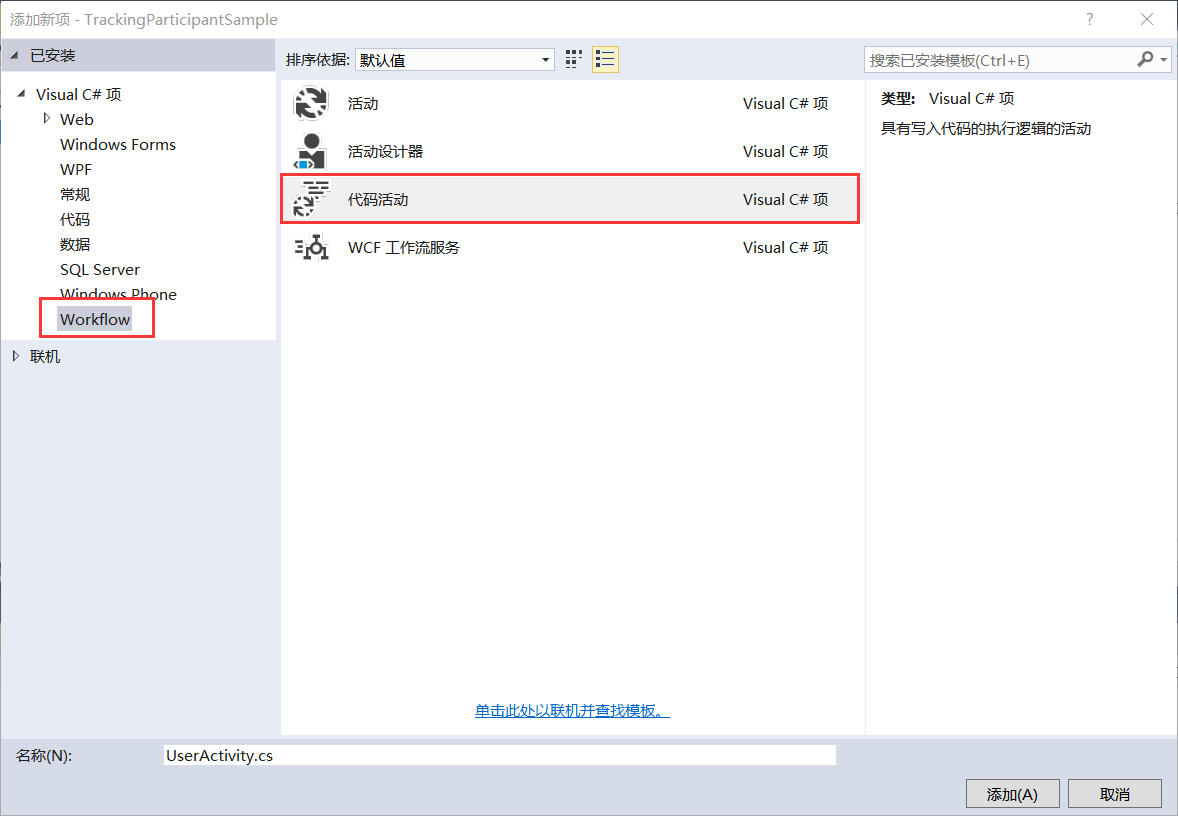 添加新项 - TrackingParticipantSample
?
已安装
Visual C# 项
Web
Windows Forms
WPF
常规
代码
数据
SQL Server
Windows Phone
Workflow
联机
排序依据: 默认值
搜索已安装模板(Ctrl+E)
活动 Visual C# 项
活动设计器 Visual C# 项
代码活动 Visual C# 项
WCF 工作流服务 Visual C# 项
单击此处以联机并查找模板。
类型: Visual C# 项
具有写入代码的执行逻辑的活动
名称(N): UserActivity.cs
添加(A) 取消